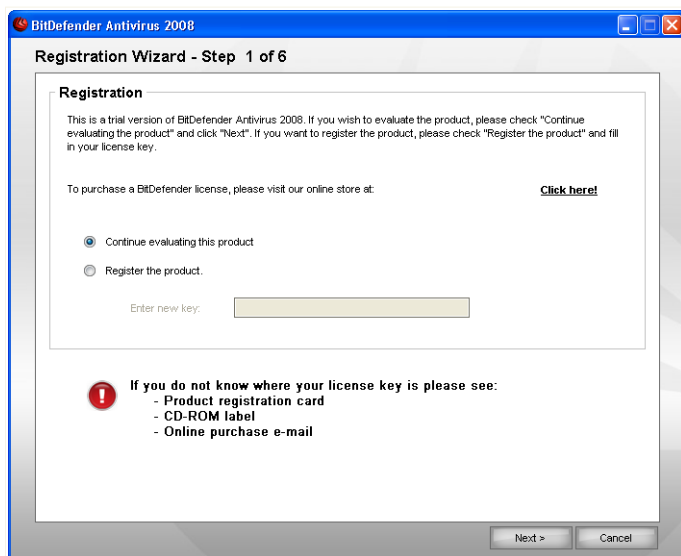 BitDefender Antivirus 2008
Registration Wizard - Step 1 of 6
Registration
This is a trial version of BitDefender Antivirus 2008. If you wish to evaluate the product, please check "Continue
evaluating the product" and click "Next". If you want to register the product, please check "Register the product" and fill
in your license key.
To purchase a BitDefender license, please visit our online store at: Click here!
Continue evaluating this product
Register the product.
Enter new key:
If you do not know where your license key is please see:
- Product registration card
- CD-ROM label
- Online purchase e-mail
Next > Cancel